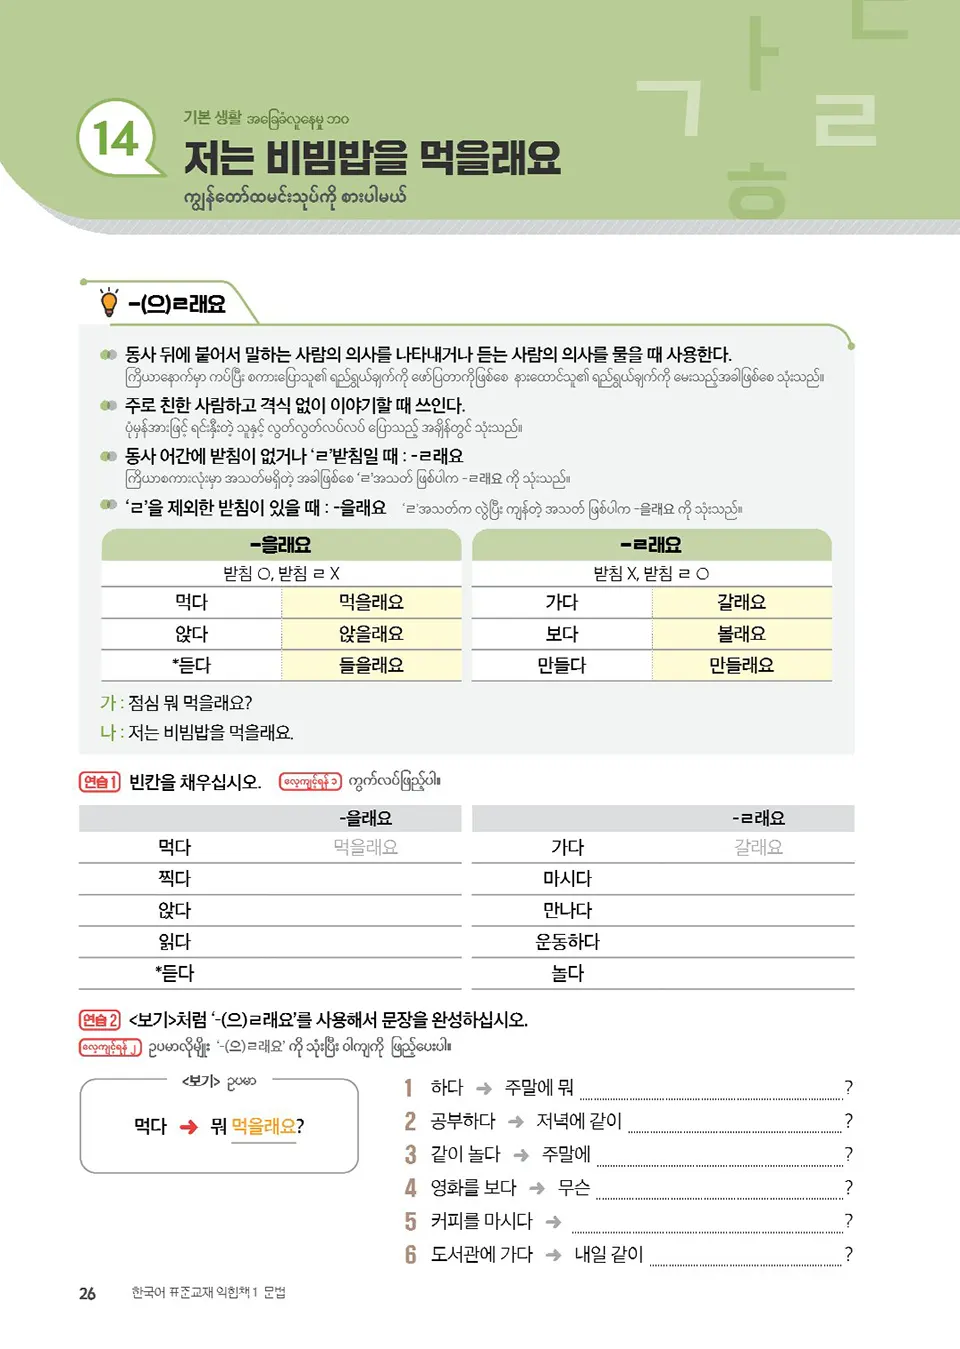 14
기본 생활 အခြေခံလူနေမှု ဘဝ
저는 비빔밥을 먹을래요
ကျွန်တော်ထမင်းသုပ်ကို စားပါမယ်
ㄱ ㅏ ㄷ ㄹ ㅎ
-(으)ㄹ래요
동사 뒤에 붙어서 말하는 사람의 의사를 나타내거나 듣는 사람의 의사를 물을 때 사용한다.
ကြိယာနောက်မှာ ကပ်ပြီး စကားပြောသူ၏ ရည်ရွယ်ချက်ကို ဖော်ပြတာကိုဖြစ်စေ နားထောင်သူ၏ ရည်ရွယ်ချက်ကို မေးသည့်အခါဖြစ်စေ သုံးသည်။
주로 친한 사람하고 격식 없이 이야기할 때 쓰인다.
ပုံမှန်အားဖြင့် ရင်းနှီးတဲ့ သူနှင့် လွတ်လွတ်လပ်လပ် ပြောသည့် အချိန်တွင် သုံးသည်။
동사 어간에 받침이 없거나 ‘ㄹ’받침일 때 : -ㄹ래요
ကြိယာစကားလုံးမှာ အသတ်မရှိတဲ့ အခါဖြစ်စေ ‘ㄹ’အသတ် ဖြစ်ပါက -ㄹ래요 ကို သုံးသည်။
‘ㄹ’을 제외한 받침이 있을 때 : -을래요 ‘ㄹ’အသတ်က လွဲပြီး ကျန်တဲ့ အသတ် ဖြစ်ပါက -을래요 ကို သုံးသည်။
-을래요 -ㄹ래요
받침 O, 받침 ㄹ X 받침 X, 받침 ㄹ O
먹다 먹을래요 가다 갈래요
앉다 앉을래요 보다 볼래요
*듣다 들을래요 만들다 만들래요
가 : 점심 뭐 먹을래요?
나 : 저는 비빔밥을 먹을래요.
연습 1 빈칸을 채우십시오. လေ့ကျင့်ရန် ၁ ကွက်လပ်ဖြည့်ပါ။
-을래요 -ㄹ래요
먹다 먹을래요 가다 갈래요
찍다 마시다
앉다 만나다
읽다 운동하다
*듣다 놀다
연습 2 <보기>처럼 ‘-(으)ㄹ래요’를 사용해서 문장을 완성하십시오.
လေ့ကျင့်ရန် ၂ ဥပမာလိုမျိုး ‘-(으)ㄹ래요’ ကို သုံးပြီး ဝါကျကို ဖြည့်ပေးပါ။
<보기> ဥပမာ
먹다 ➔ 뭐 먹을래요?
1 하다 ➔ 주말에 뭐 ?
2 공부하다 ➔ 저녁에 같이 ?
3 같이 놀다 ➔ 주말에 ?
4 영화를 보다 ➔ 무슨 ?
5 커피를 마시다 ➔ ?
6 도서관에 가다 ➔ 내일 같이 ?
26 한국어 표준교재 익힘책 1 문법